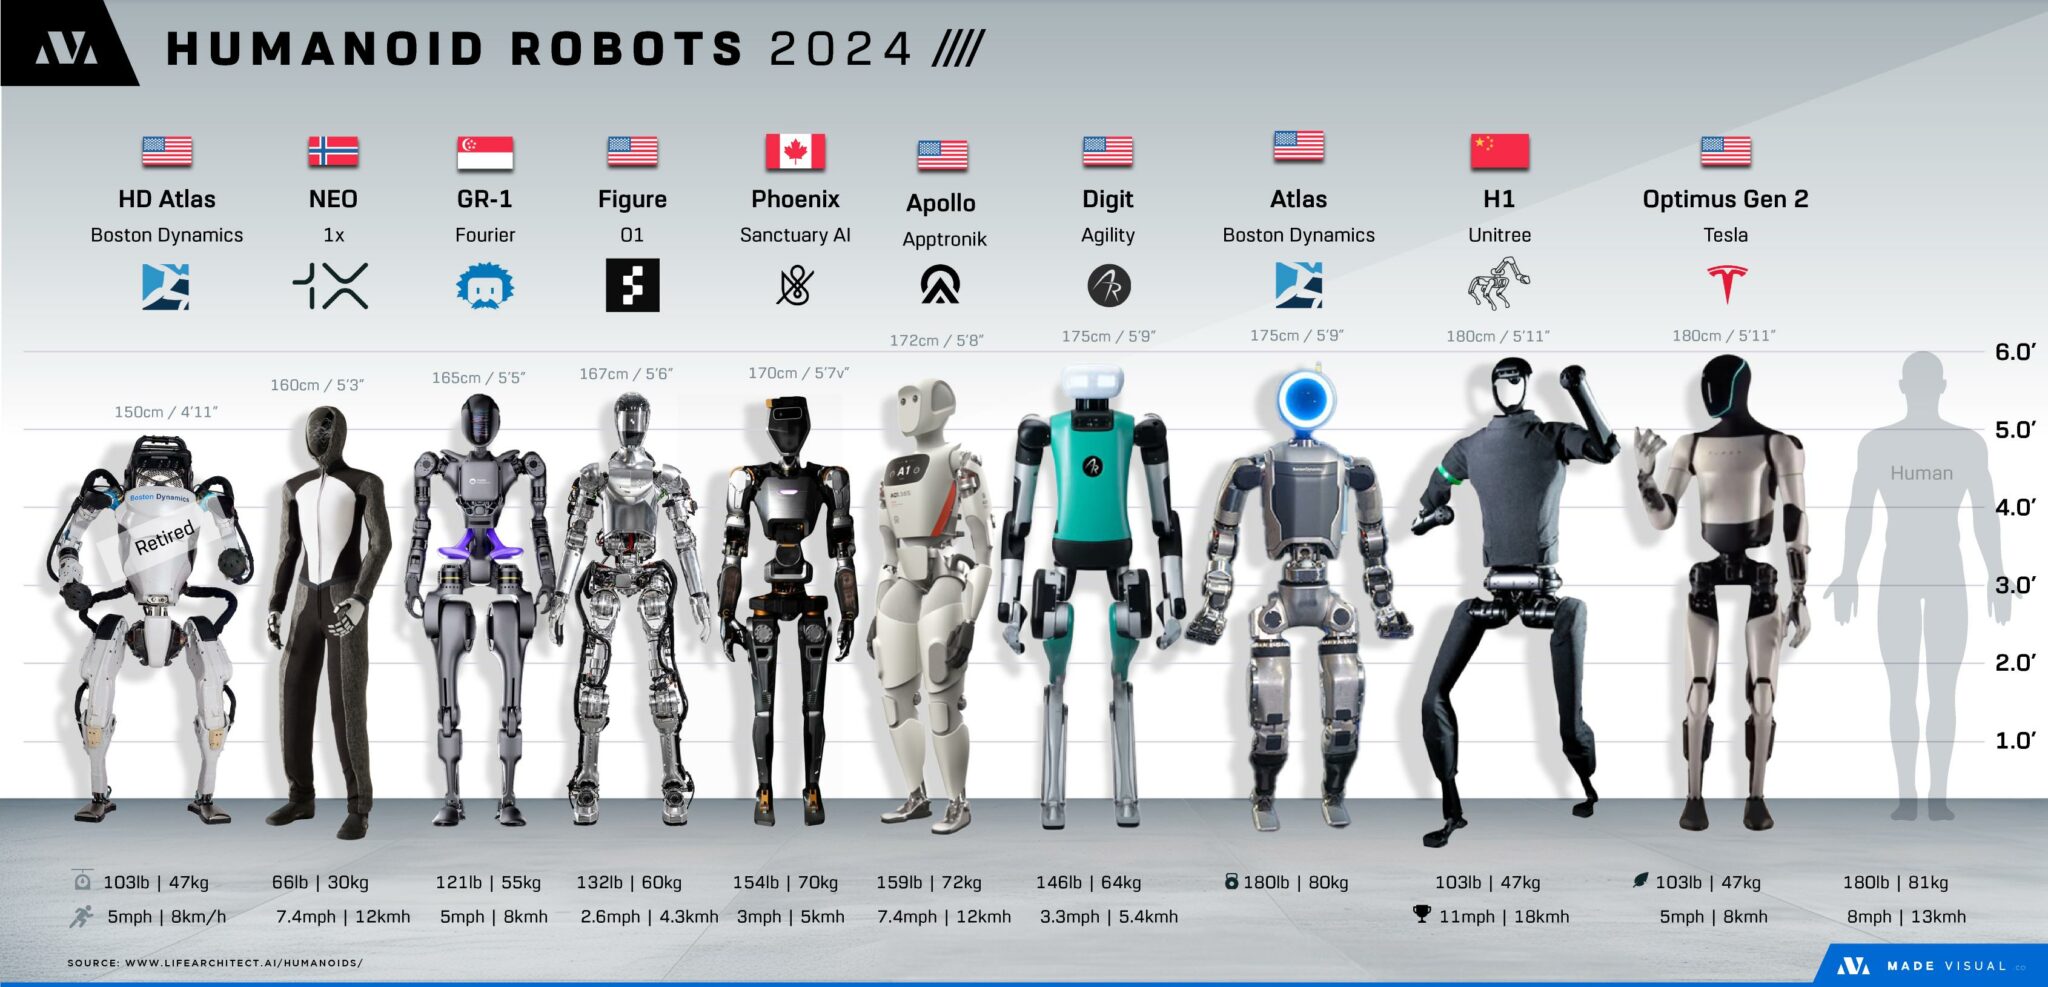 HUMANOID ROBOTS 2024 ////
HD Atlas
Boston Dynamics
150cm / 4'11"
NEO
1x
160cm / 5'3"
GR-1
Fourier
165cm / 5'5"
Figure
01
167cm / 5'6"
Phoenix
Sanctuary AI
170cm / 5'7v"
Apollo
Apptronik
172cm / 5'8"
Digit
Agility
175cm / 5'9"
Atlas
Boston Dynamics
175cm / 5'9"
H1
Unitree
180cm / 5'11"
Optimus Gen 2
Tesla
180cm / 5'11"
6.0'
5.0'
4.0'
3.0'
2.0'
1.0'
Boston Dynamics
Retired
A1
AR
Human
103lb | 47kg
5mph | 8km/h
66lb | 30kg
7.4mph | 12kmh
121lb | 55kg
5mph | 8kmh
132lb | 60kg
2.6mph | 4.3kmh
154lb | 70kg
3mph | 5kmh
159lb | 72kg
7.4mph | 12kmh
146lb | 64kg
3.3mph | 5.4kmh
180lb | 80kg
103lb | 47kg
11mph | 18kmh
103lb | 47kg
5mph | 8kmh
180lb | 81kg
8mph | 13kmh
SOURCE: WWW.LIFEARCHITECT.AI/HUMANOIDS/
MADE VISUAL .co